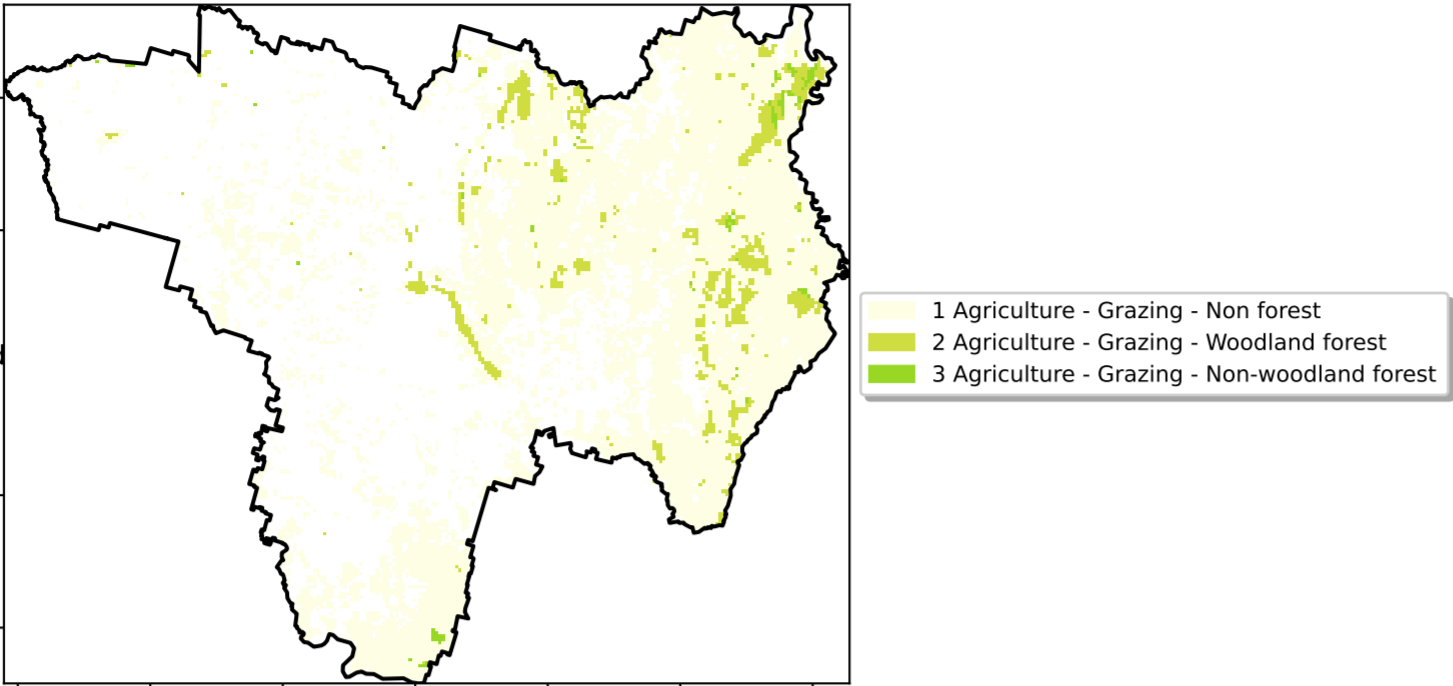 1 Agriculture - Grazing - Non forest
2 Agriculture - Grazing - Woodland forest
3 Agriculture - Grazing - Non-woodland forest